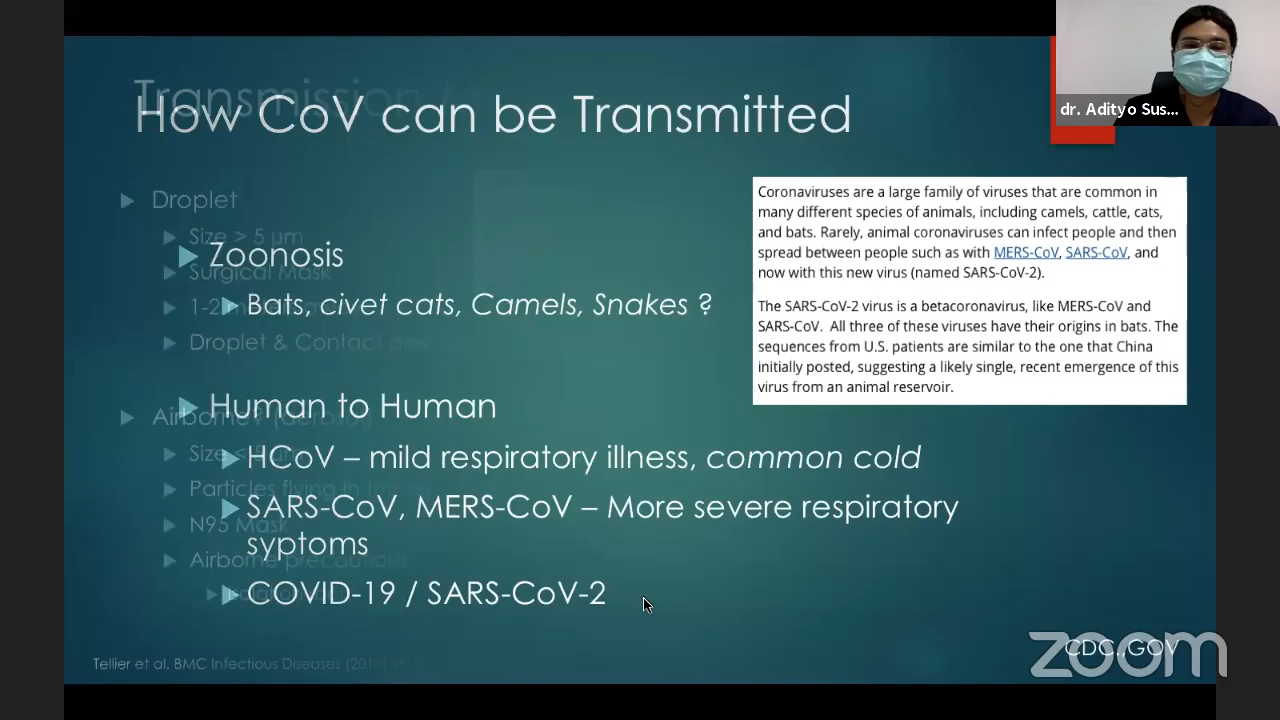 Transmission
How CoV can be Transmitted
dr. Adityo Sus...
Droplet
Size > 5 µm
Zoonosis
Surgical Mask
Bats, civet cats, Camels, Snakes ?
1-2
Droplet & Contact
Human to Human
HCoV – mild respiratory illness, common cold
Particles flying in
SARS-CoV, MERS-CoV – More severe respiratory
syptoms
N95 Mask
Airborne precautions
COVID-19 / SARS-CoV-2
Coronaviruses are a large family of viruses that are common in
many different species of animals, including camels, cattle, cats,
and bats. Rarely, animal coronaviruses can infect people and then
spread between people such as with MERS-CoV, SARS-CoV, and
now with this new virus (named SARS-CoV-2).
The SARS-CoV-2 virus is a betacoronavirus, like MERS-CoV and
SARS-CoV. All three of these viruses have their origins in bats. The
sequences from U.S. patients are similar to the one that China
initially posted, suggesting a likely single, recent emergence of this
virus from an animal reservoir.
Tellier et al. BMC Infectious Diseases
CDC.,GOV
zoom